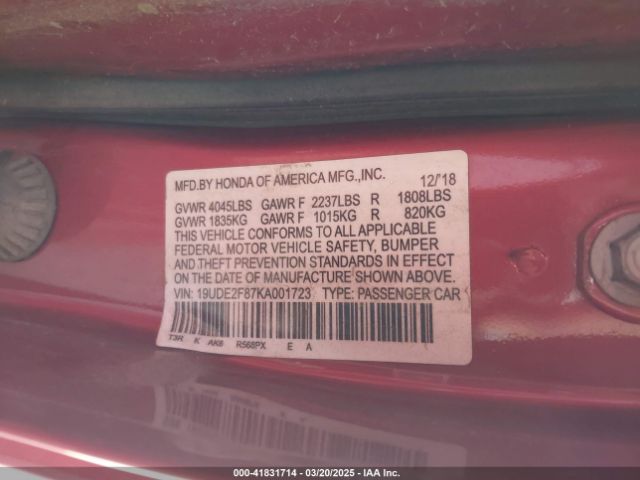 MFD.BY HONDA OF AMERICA MFG.,INC. 12/'18
GVWR 4045LBS GAWR F 2237LBS R 1808LBS
GVWR 1835KG GAWR F 1015KG R 820KG
THIS VEHICLE CONFORMS TO ALL APPLICABLE
FEDERAL MOTOR VEHICLE SAFETY, BUMPER
AND THEFT PREVENTION STANDARDS IN EFFECT
ON THE DATE OF MANUFACTURE SHOWN ABOVE.
VIN: 19UDE2F87KA001723 TYPE: PASSENGER CAR
T3R K AK6 R568PX E A
000-41831714 - 03/20/2025 - IAA Inc.